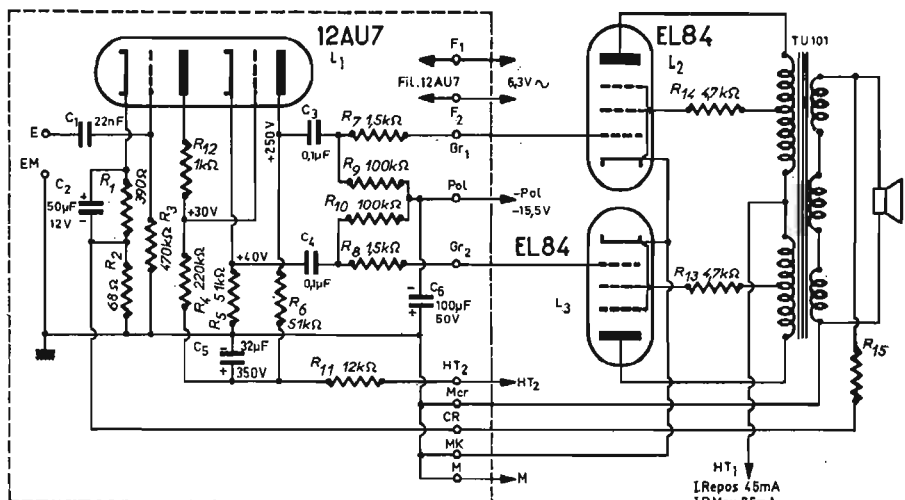 12AU7
L1
EL84
L2
TU101
F1
Fil.12AU7
6,3V ~
F2
E
C1 22nF
C3
0,1µF
R7 1,5kΩ
Gr1
R14 4,7kΩ
R12
1kΩ
+250V
R9 100kΩ
EM
C2
50µF
12V
R1
390Ω
R3
470kΩ
+30V
R10
100kΩ
Pol
-Pol
-15,5V
EL84
+40V
C4
0,1µF
R8 1,5kΩ
Gr2
R2
68Ω
R4
220kΩ
R5
51kΩ
R6
51kΩ
C6
100µF
50V
L3
R13 4,7kΩ
C5
32µF
350V
R11 12kΩ
HT2
HT2
R15
Mcr
CR
MK
M
M
HT1
I.Repos 45mA